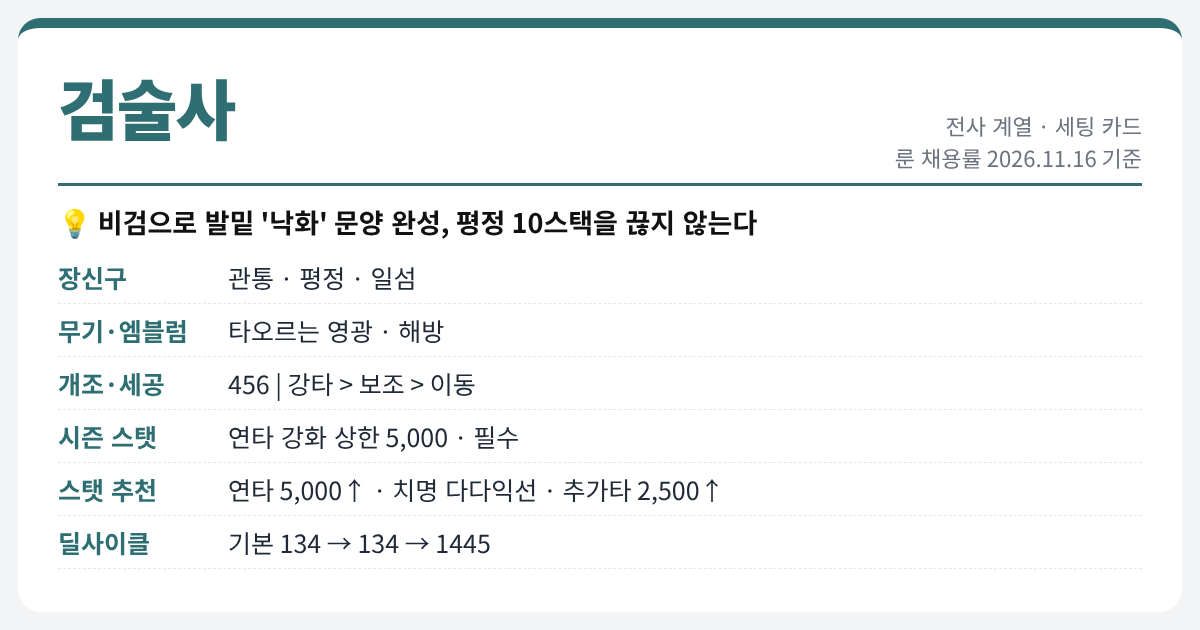 검술사
전사 계열 · 세팅 카드
룬 채용률 2026.11.16 기준
💡 비검으로 발밑 '낙화' 문양 완성, 평정 10스택을 끊지 않는다
장신구 관통 · 평정 · 일섬
무기·엠블럼 타오르는 영광 · 해방
개조·세공 456 | 강타 > 보조 > 이동
시즌 스탯 연타 강화 상한 5,000 · 필수
스탯 추천 연타 5,000↑ · 치명 다다익선 · 추가타 2,500↑
딜사이클 기본 134 → 134 → 1445